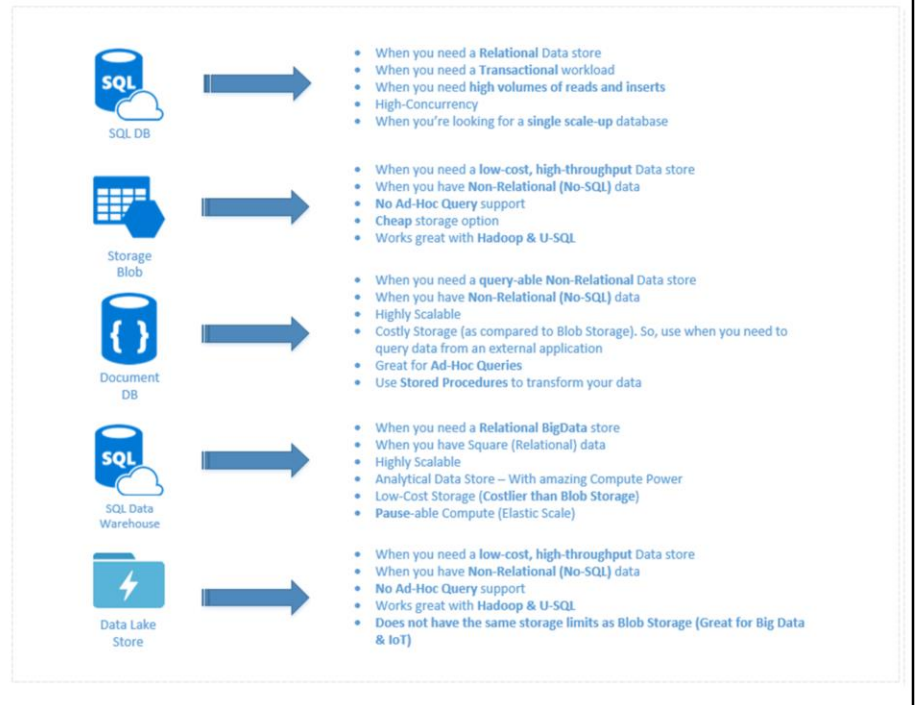 SQL
SQL DB
• When you need a Relational Data store
• When you need a Transactional workload
• When you need high volumes of reads and inserts
• High-Concurrency
• When you're looking for a single scale-up database
Storage
Blob
• When you need a low-cost, high-throughput Data store
• When you have Non-Relational (No-SQL) data
• No Ad-Hoc Query support
• Cheap storage option
• Works great with Hadoop & U-SQL
{ }
Document
DB
• When you need a query-able Non-Relational Data store
• When you have Non-Relational (No-SQL) data
• Highly Scalable
• Costly Storage (as compared to Blob Storage). So, use when you need to
query data from an external application
• Great for Ad-Hoc Queries
• Use Stored Procedures to transform your data
SQL
SQL Data
Warehouse
• When you need a Relational BigData store
• When you have Square (Relational) data
• Highly Scalable
• Analytical Data Store – With amazing Compute Power
• Low-Cost Storage (Costlier than Blob Storage)
• Pause-able Compute (Elastic Scale)
Data Lake
Store
• When you need a low-cost, high-throughput Data store
• When you have Non-Relational (No-SQL) data
• No Ad-Hoc Query support
• Works great with Hadoop & U-SQL
• Does not have the same storage limits as Blob Storage (Great for Big Data
& IoT)